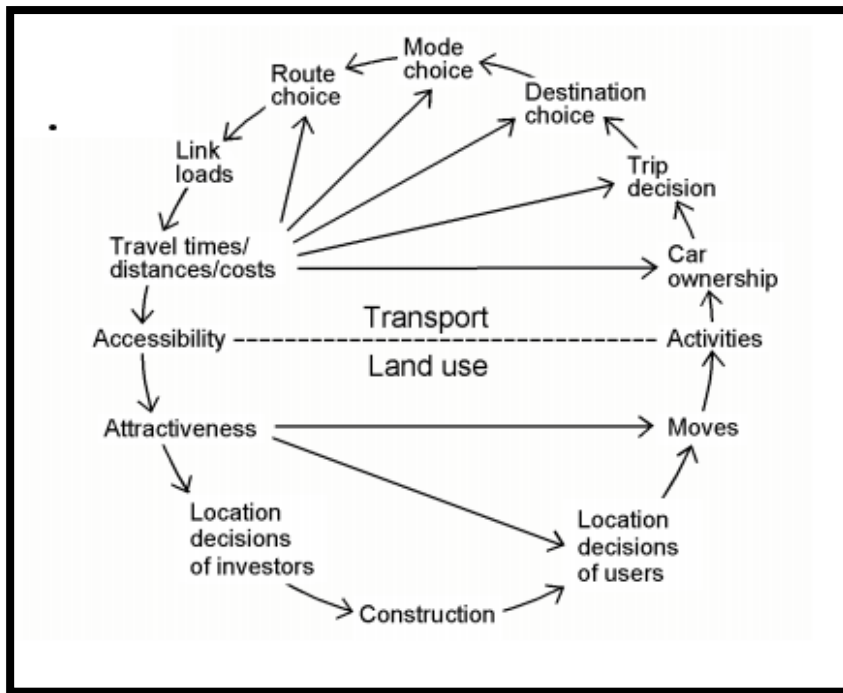 Mode
choice
Route
choice
Destination
choice
Link
loads
Trip
decision
Travel times/
distances/costs
Car
ownership
Transport
Accessibility
Activities
Land use
Attractiveness
Moves
Location
decisions
of investors
Location
decisions
of users
Construction